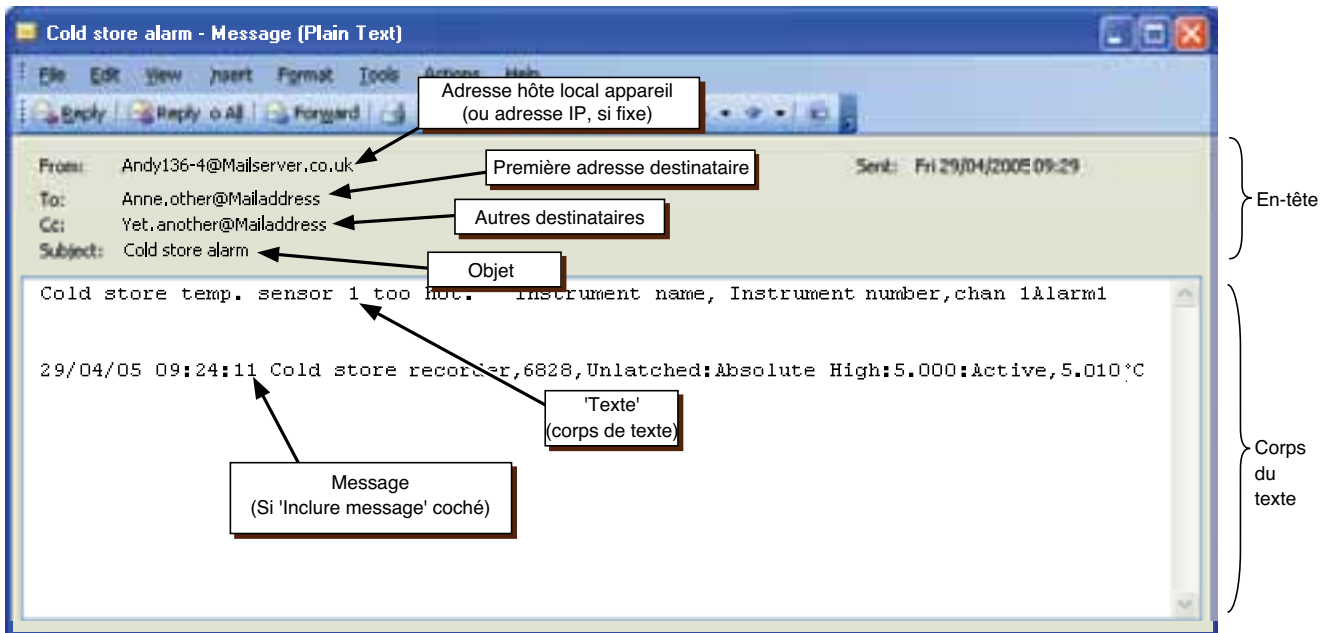 Cold store alarm - Message (Plain Text)
File Edit View Insert Format Tools Actions Help
Reply Reply o All Forward
Adresse hôte local appareil
(ou adresse IP, si fixe)
From: Andy136-4@Mailserver.co.uk
Sent: Fri 29/04/2005 09:29
Première adresse destinataire
To: Anne.other@Mailaddress
Autres destinataires
Cc: Yet.another@Mailaddress
Subject: Cold store alarm
Objet
En-tête
Cold store temp. sensor 1 too hot. Instrument name, Instrument number,chan 1Alarm1
29/04/05 09:24:11 Cold store recorder,6828,Unlatched:Absolute High:5.000:Active,5.010°C
'Texte'
(corps de texte)
Message
(Si 'Inclure message' coché)
Corps
du
texte